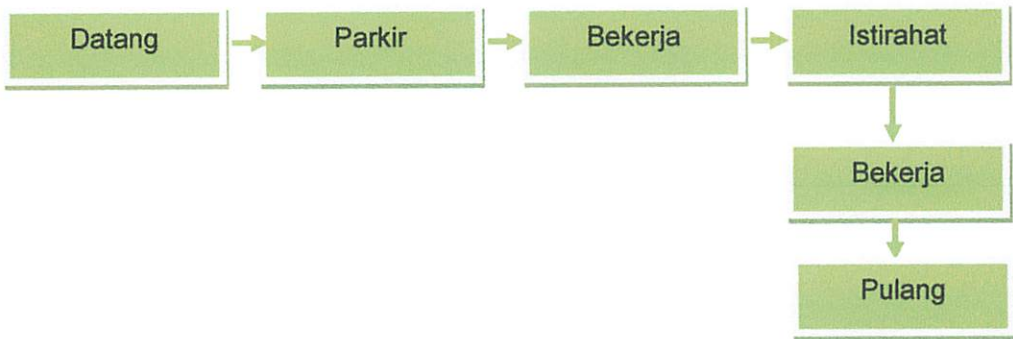 Datang
Parkir
Bekerja
Istirahat
Bekerja
Pulang